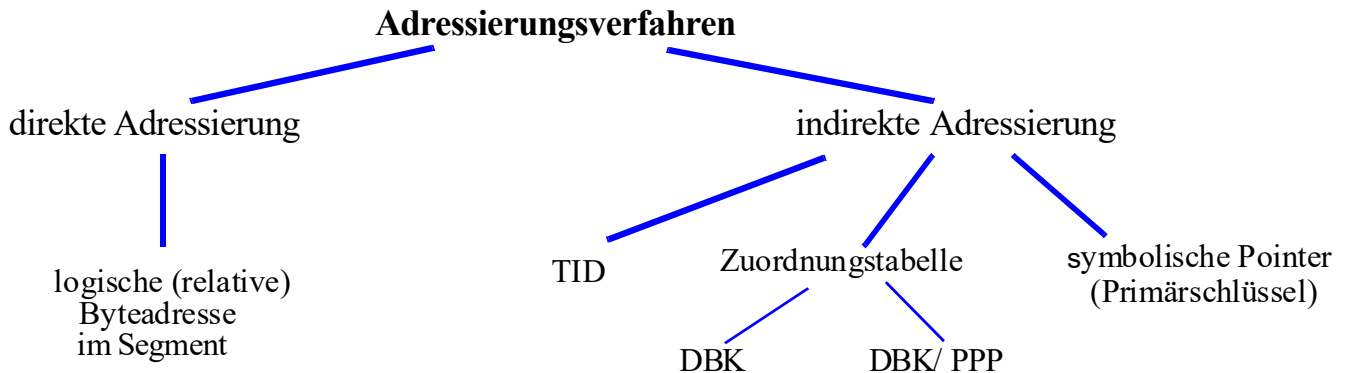 Adressierungsverfahren
direkte Adressierung
indirekte Adressierung
logische (relative)
Byteadresse
im Segment
TID
Zuordnungstabelle
symbolische Pointer
(Primärschlüssel)
DBK
DBK/ PPP